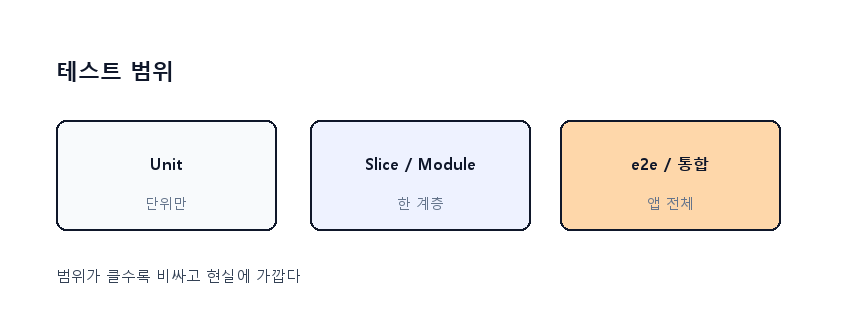 테스트 범위
Unit
단위만
Slice / Module
한 계층
e2e / 통합
앱 전체
범위가 클수록 비싸고 현실에 가깝다